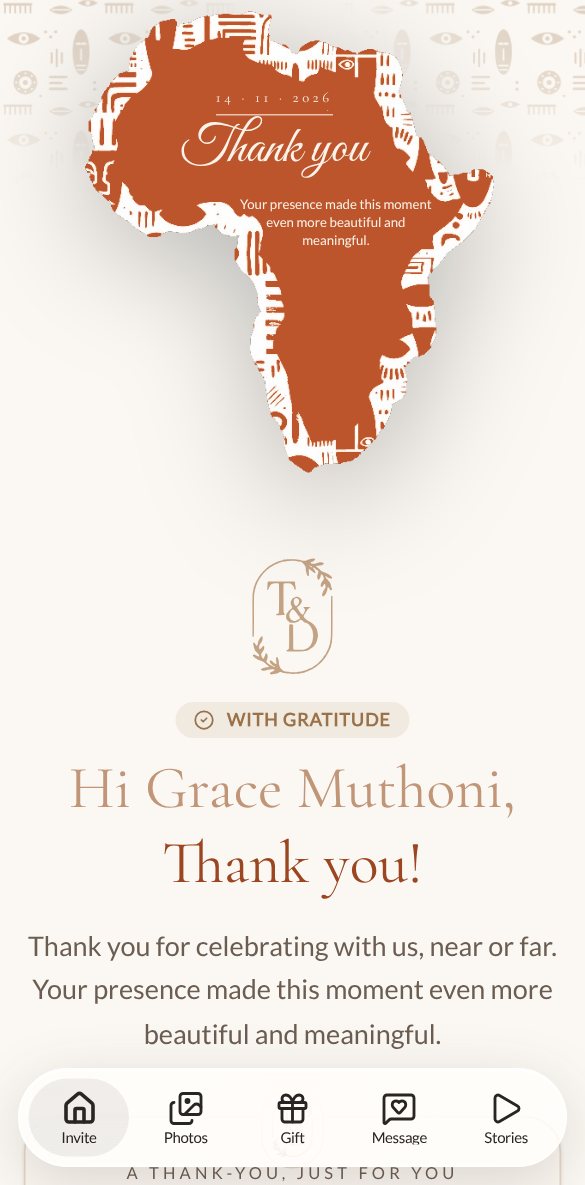 14 · 11 · 2026
Thank you
Your presence made this moment
even more beautiful and
meaningful.
T&D
WITH GRATITUDE
Hi Grace Muthoni,
Thank you!
Thank you for celebrating with us, near or far.
Your presence made this moment even more
beautiful and meaningful.
Invite Photos Gift Message Stories
A THANK-YOU, JUST FOR YOU